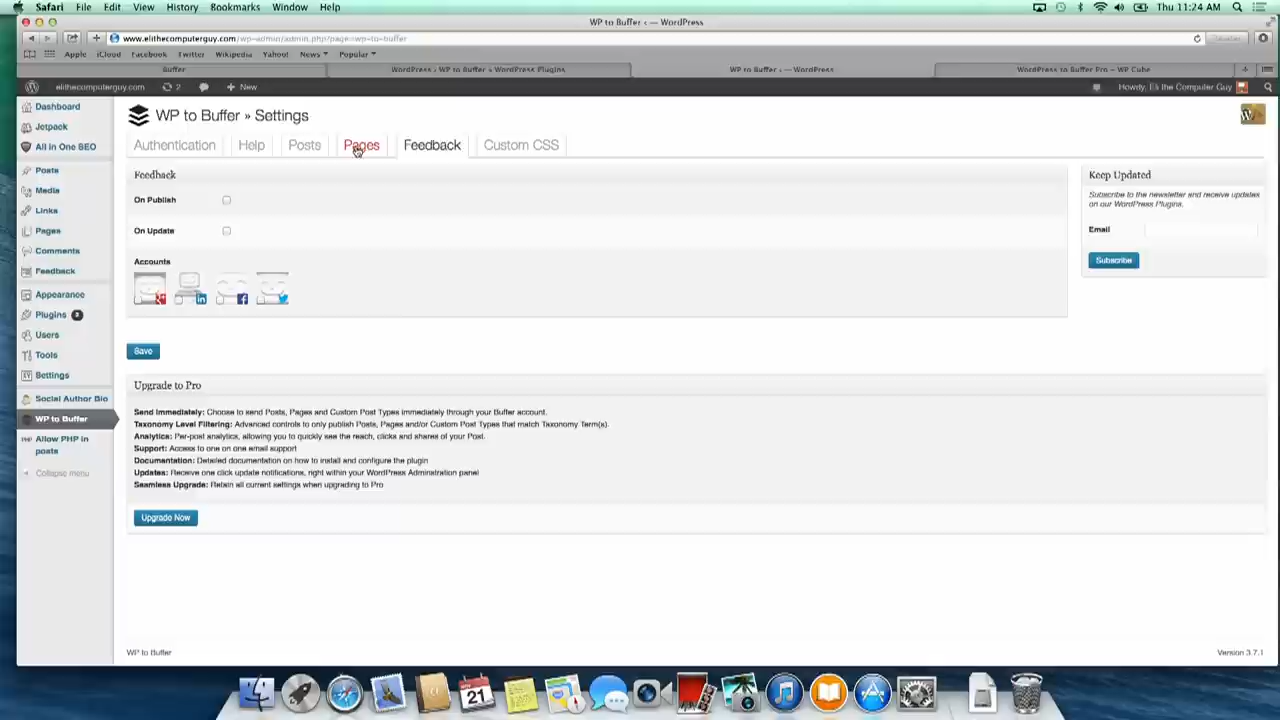 Safari File Edit View History Bookmarks Window Help Thu 11:24 AM
WP to Buffer ‹ — WordPress
www.elithecomputerguy.com/wp-admin/admin.php?page=wp-to-buffer
Apple iCloud Facebook Twitter Wikipedia Yahoo! News Popular
Buffer WordPress › WP to Buffer « WordPress Plugins WP to Buffer ‹ — WordPress WordPress to Buffer Pro – WP Cube
elithecomputerguy.com 2 New Howdy, Eli the Computer Guy
Dashboard
Jetpack
All in One SEO
Posts
Media
Links
Pages
Comments
Feedback
Appearance
Plugins
Users
Tools
Settings
Social Author Bio
WP to Buffer
Allow PHP in
posts
Collapse menu
WP to Buffer » Settings
Authentication Help Posts Pages Feedback Custom CSS
Feedback
On Publish
On Update
Accounts
Save
Upgrade to Pro
Send Immediately: Choose to send Posts, Pages and Custom Post Types immediately through your Buffer account.
Taxonomy Level Filtering: Advanced controls to only publish Posts, Pages and/or Custom Post Types that match Taxonomy Term(s).
Analytics: Per-post analytics, allowing you to quickly see the reach, clicks and shares of your Post.
Support: Access to one on one email support
Documentation: Detailed documentation on how to install and configure the plugin
Updates: Receive one click update notifications, right within your WordPress Administration panel
Seamless Upgrade: Retain all current settings when upgrading to Pro
Upgrade Now
Keep Updated
Subscribe to the newsletter and receive updates
on our WordPress Plugins.
Email
Subscribe
WP to Buffer Version 3.7.1
21